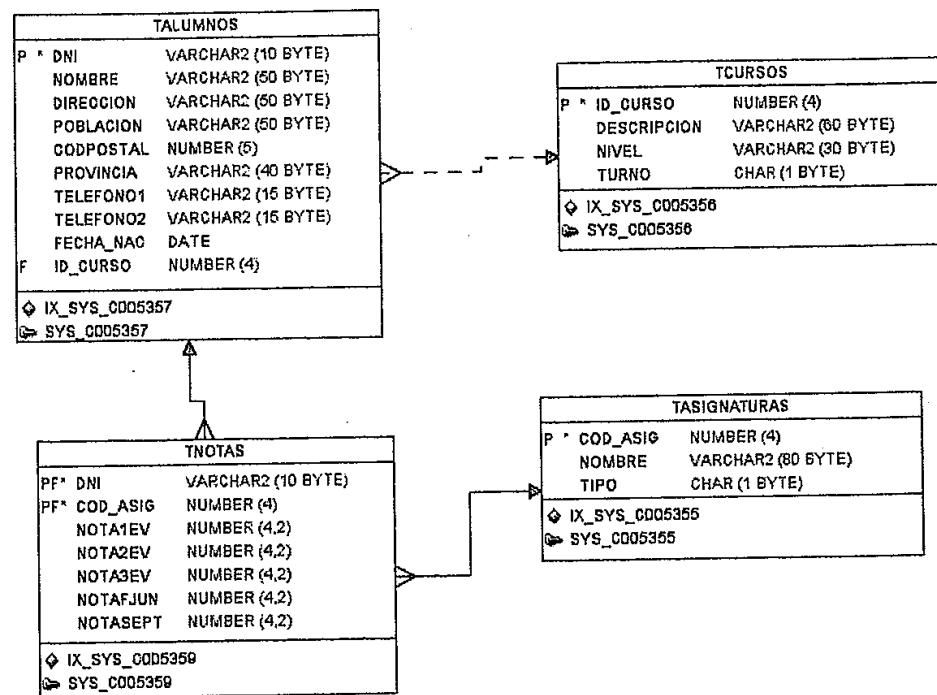 TALUMNOS
P * DNI VARCHAR2 (10 BYTE)
NOMBRE VARCHAR2 (50 BYTE)
DIRECCION VARCHAR2 (50 BYTE)
POBLACION VARCHAR2 (50 BYTE)
CODPOSTAL NUMBER (5)
PROVINCIA VARCHAR2 (40 BYTE)
TELEFONO1 VARCHAR2 (15 BYTE)
TELEFONO2 VARCHAR2 (15 BYTE)
FECHA_NAC DATE
F ID_CURSO NUMBER (4)
IX_SYS_C005357
SYS_C005357
TCURSOS
P * ID_CURSO NUMBER (4)
DESCRIPCION VARCHAR2 (60 BYTE)
NIVEL VARCHAR2 (30 BYTE)
TURNO CHAR (1 BYTE)
IX_SYS_C005356
SYS_C005356
TNOTAS
PF* DNI VARCHAR2 (10 BYTE)
PF* COD_ASIG NUMBER (4)
NOTA1EV NUMBER (4,2)
NOTA2EV NUMBER (4,2)
NOTA3EV NUMBER (4,2)
NOTAFJUN NUMBER (4,2)
NOTASEPT NUMBER (4,2)
IX_SYS_C005359
SYS_C005359
TASIGNATURAS
P * COD_ASIG NUMBER (4)
NOMBRE VARCHAR2 (80 BYTE)
TIPO CHAR (1 BYTE)
IX_SYS_C005355
SYS_C005355